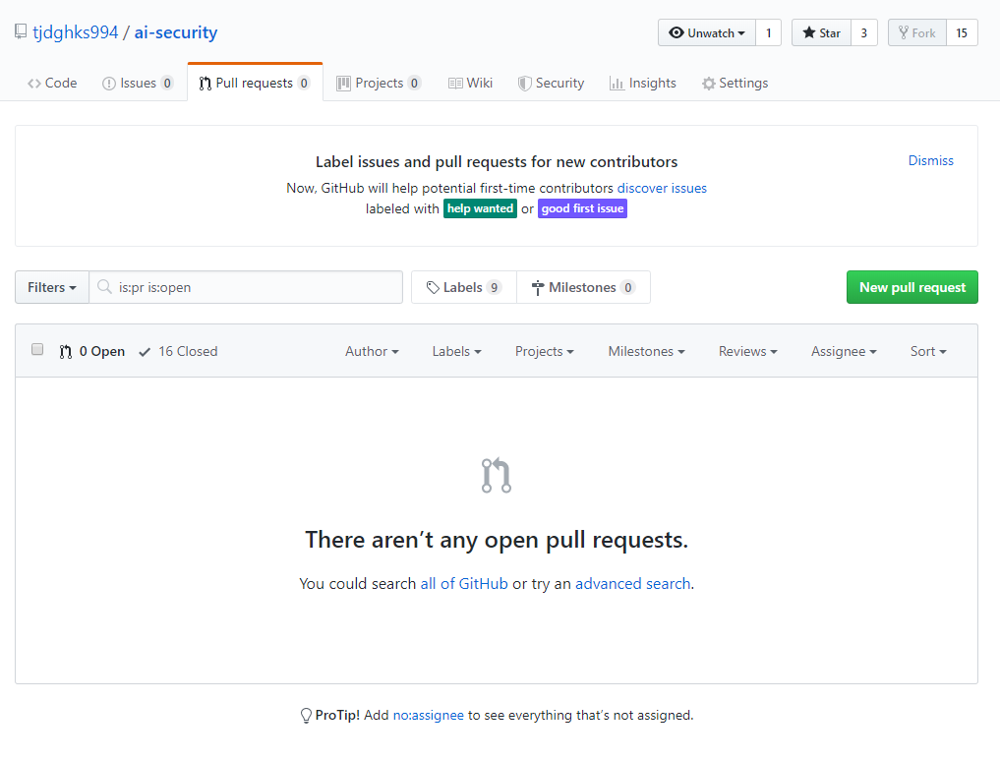 tjdghks994 / ai-security
Unwatch 1 Star 3 Fork 15
Code Issues 0 Pull requests 0 Projects 0 Wiki Security Insights Settings
Label issues and pull requests for new contributors
Dismiss
Now, GitHub will help potential first-time contributors discover issues
labeled with help wanted or good first issue
Filters is:pr is:open Labels 9 Milestones 0 New pull request
0 Open 16 Closed Author Labels Projects Milestones Reviews Assignee Sort
There aren’t any open pull requests.
You could search all of GitHub or try an advanced search.
ProTip! Add no:assignee to see everything that’s not assigned.